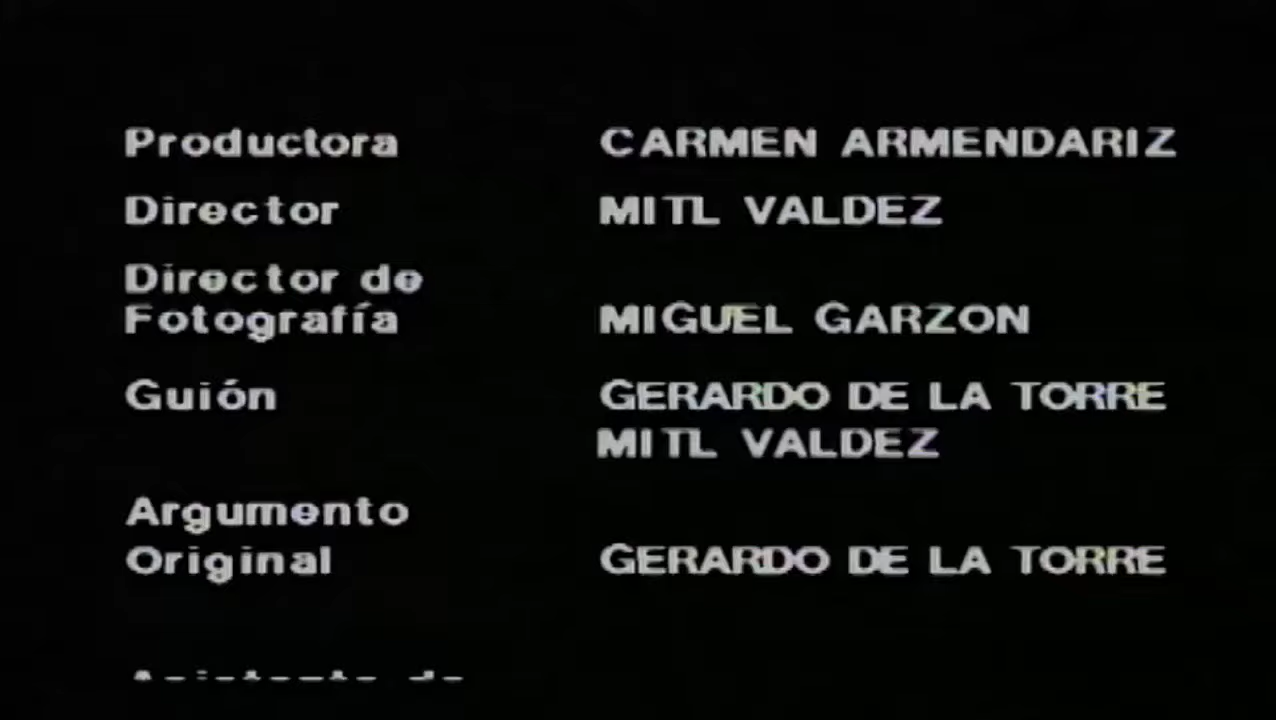 Productora CARMEN ARMENDARIZ
Director MITL VALDEZ
Director de
Fotografía MIGUEL GARZON
Guión GERARDO DE LA TORRE
MITL VALDEZ
Argumento
Original GERARDO DE LA TORRE